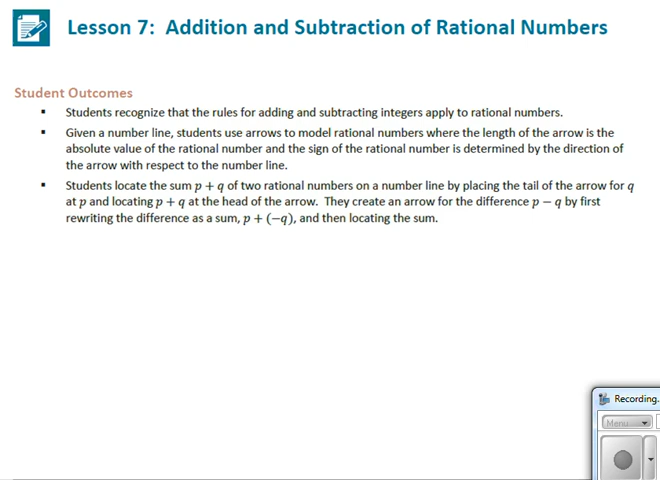 Lesson 7: Addition and Subtraction of Rational Numbers
Student Outcomes
▪ Students recognize that the rules for adding and subtracting integers apply to rational numbers.
▪ Given a number line, students use arrows to model rational numbers where the length of the arrow is the
absolute value of the rational number and the sign of the rational number is determined by the direction of
the arrow with respect to the number line.
▪ Students locate the sum p + q of two rational numbers on a number line by placing the tail of the arrow for q
at p and locating p + q at the head of the arrow. They create an arrow for the difference p − q by first
rewriting the difference as a sum, p + (−q), and then locating the sum.
Recording.
Menu